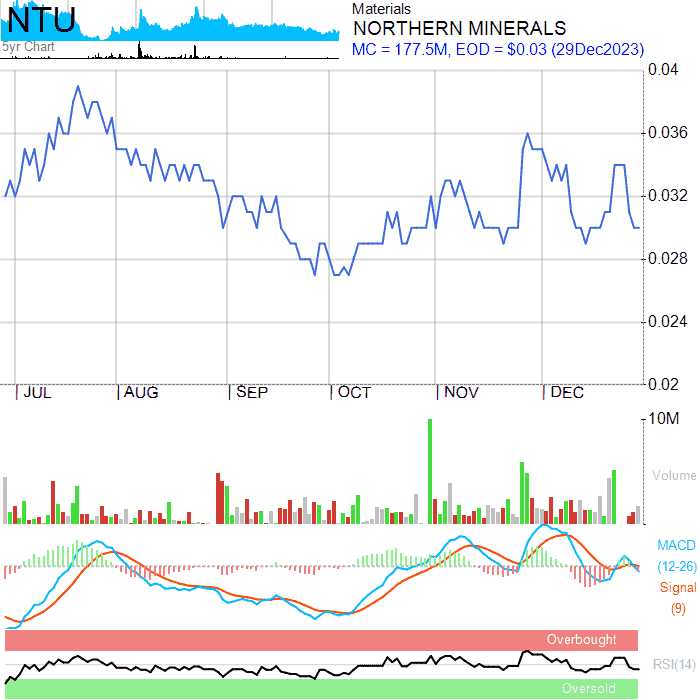 NTU
5yr Chart
Materials
NORTHERN MINERALS
MC = 177.5M, EOD = $0.03 (29Dec2023)
0.04
0.036
0.032
0.028
0.024
0.02
JUL AUG SEP OCT NOV DEC
10M
Volume
MACD
(12-26)
Signal
(9)
Overbought
RSI(14)
Oversold